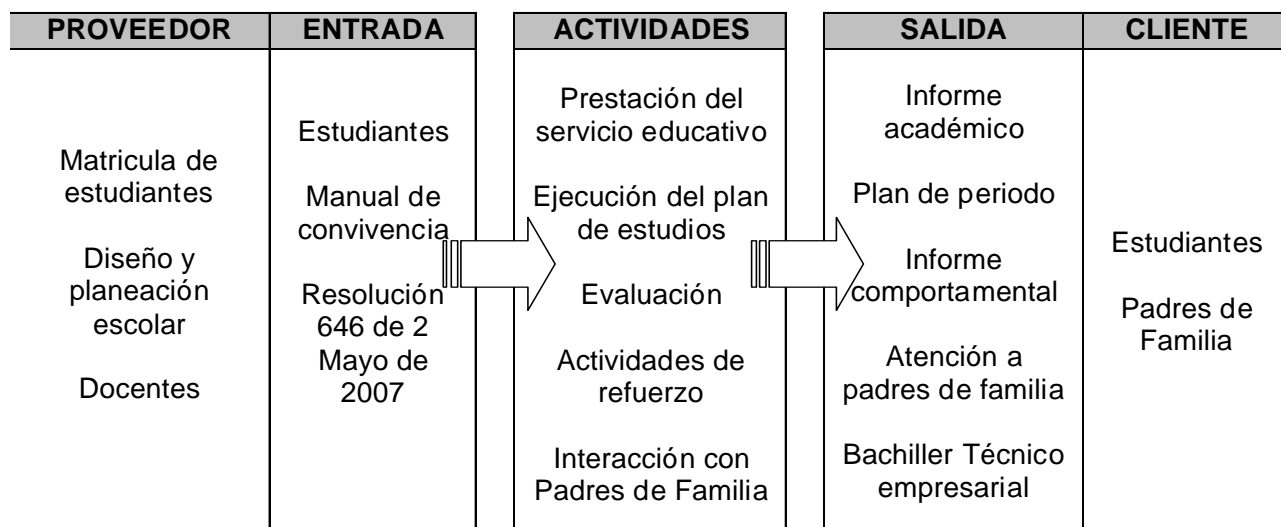 PROVEEDOR
Matricula de
estudiantes
Diseño y
planeación
escolar
Docentes
ENTRADA
Estudiantes
Manual de
convivencia
Resolución
646 de 2
Mayo de
2007
ACTIVIDADES
Prestación del
servicio educativo
Ejecución del plan
de estudios
Evaluación
Actividades de
refuerzo
Interacción con
Padres de Familia
SALIDA
Informe
académico
Plan de periodo
Informe
comportamental
Atención a
padres de familia
Bachiller Técnico
empresarial
CLIENTE
Estudiantes
Padres de
Familia